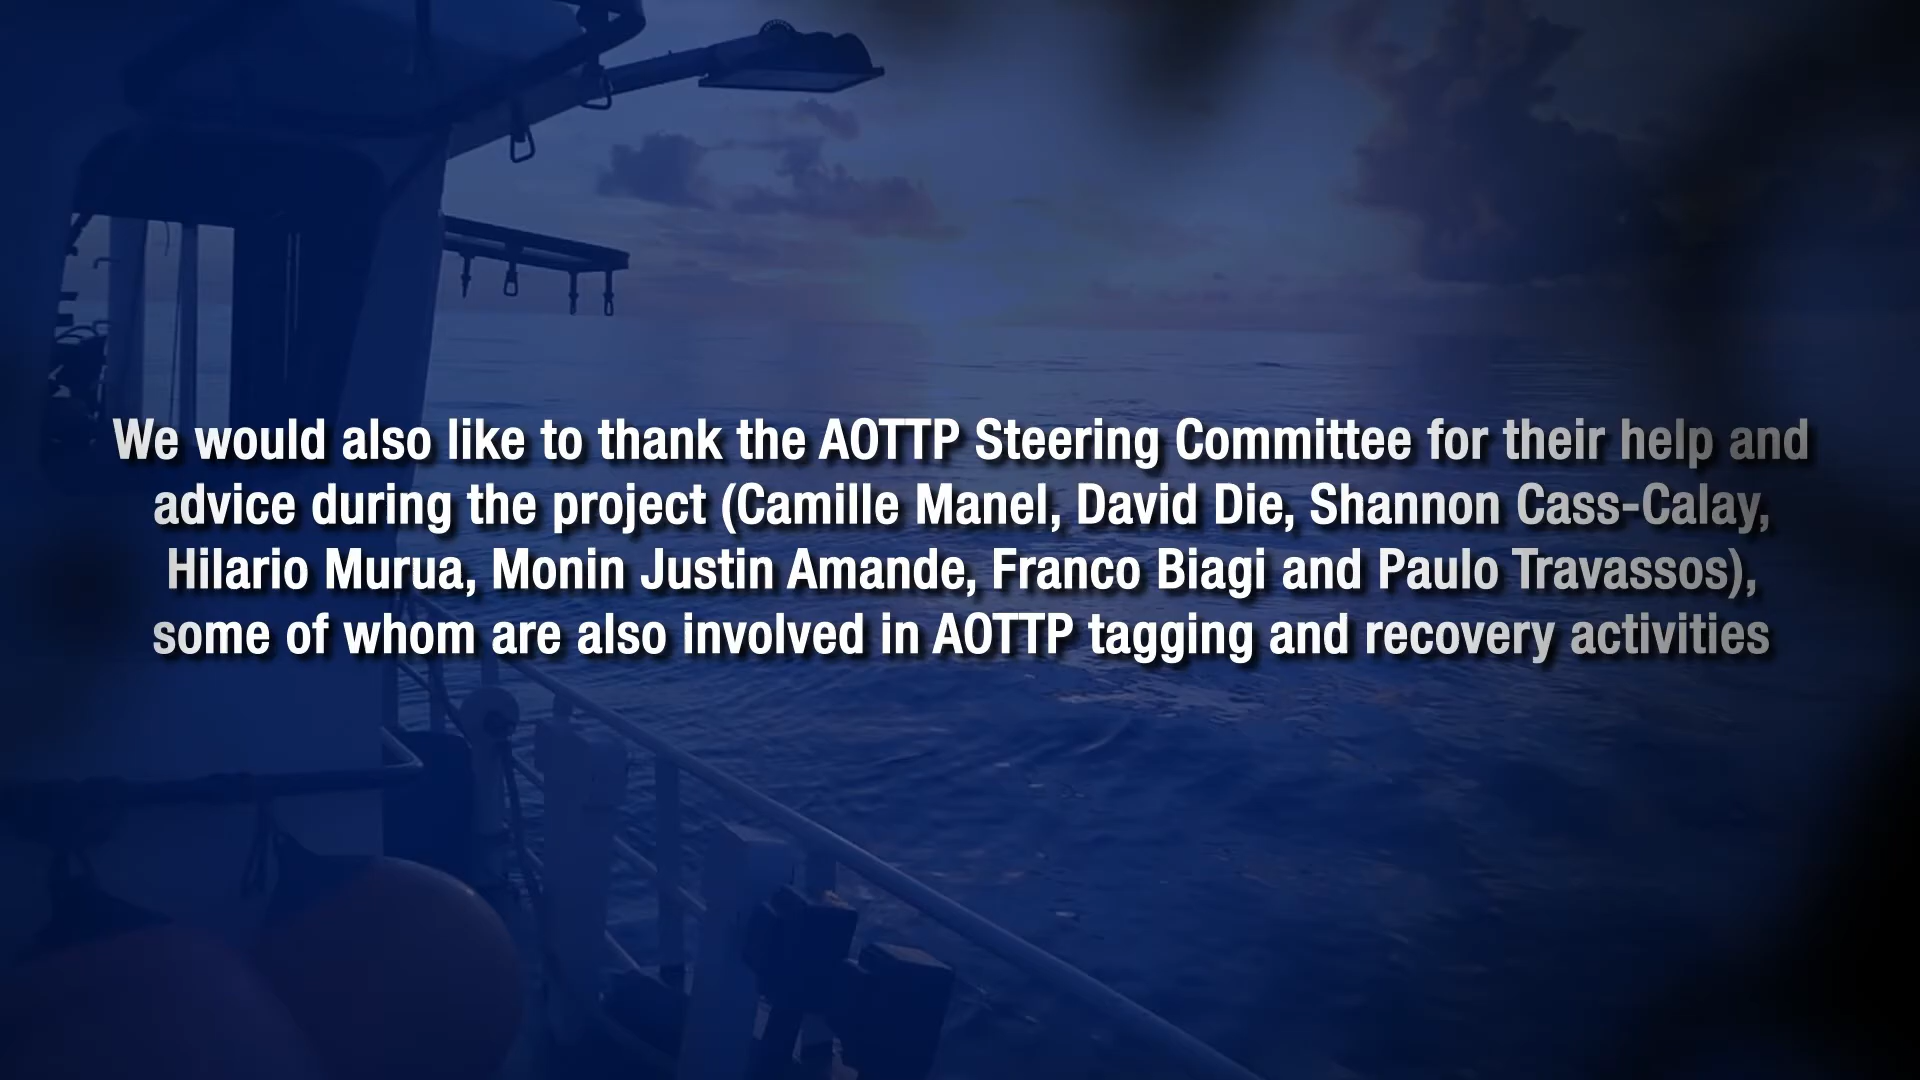 We would also like to thank the AOTTP Steering Committee for their help and
advice during the project (Camille Manel, David Die, Shannon Cass-Calay,
Hilario Murua, Monin Justin Amande, Franco Biagi and Paulo Travassos),
some of whom are also involved in AOTTP tagging and recovery activities